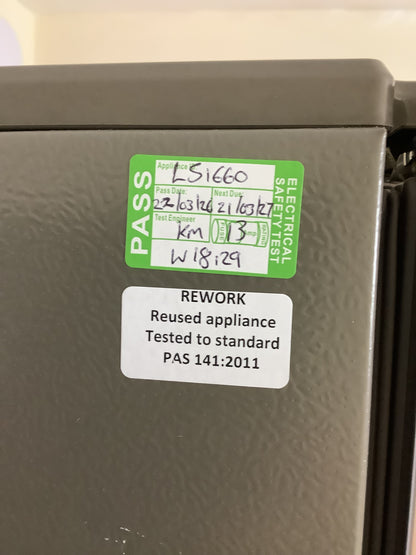 PASS
Appliance
LS1660
Pass Date: Next Due:
22/03/26 21/03/27
Test Engineer
KM FUSE 13
W18:29
ELECTRICAL
SAFETY TEST
REWORK
Reused appliance
Tested to standard
PAS 141:2011